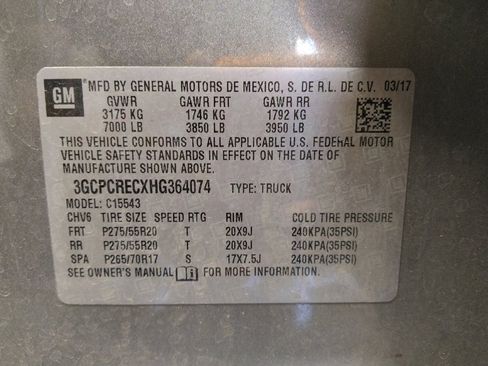 GM
MFD BY GENERAL MOTORS DE MEXICO, S. DE R.L. DE C.V. 03/17
GVWR GAWR FRT GAWR RR
3175 KG 1746 KG 1792 KG
7000 LB 3850 LB 3950 LB
THIS VEHICLE CONFORMS TO ALL APPLICABLE U.S. FEDERAL MOTOR
VEHICLE SAFETY STANDARDS IN EFFECT ON THE DATE OF
MANUFACTURE SHOWN ABOVE.
3GCPCRECXHG364074 TYPE: TRUCK
MODEL: C15543
CHV6 TIRE SIZE SPEED RTG RIM COLD TIRE PRESSURE
FRT P275/55R20 T 20X9J 240KPA(35PSI)
RR P275/55R20 T 20X9J 240KPA(35PSI)
SPA P265/70R17 S 17X7.5J 240KPA(35PSI)
SEE OWNER'S MANUAL FOR MORE INFORMATION